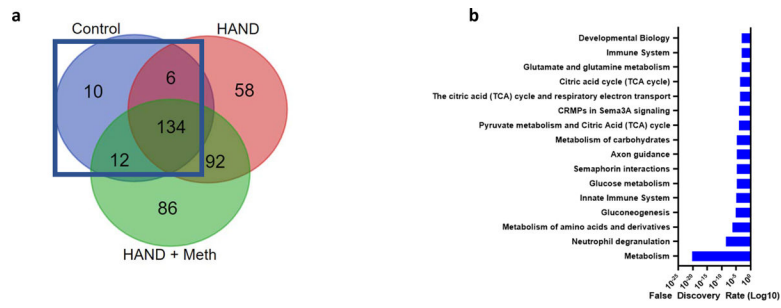 a
Control
HAND
10
6
58
134
12
92
86
HAND + Meth
b
Developmental Biology
Immune System
Glutamate and glutamine metabolism
Citric acid cycle (TCA cycle)
The citric acid (TCA) cycle and respiratory electron transport
CRMPs in Sema3A signaling
Pyruvate metabolism and Citric Acid (TCA) cycle
Metabolism of carbohydrates
Axon guidance
Semaphorin interactions
Glucose metabolism
Innate Immune System
Gluconeogenesis
Metabolism of amino acids and derivatives
Neutrophil degranulation
Metabolism
10-25 10-20 10-15 10-10 10-5 100
False Discovery Rate (Log10)